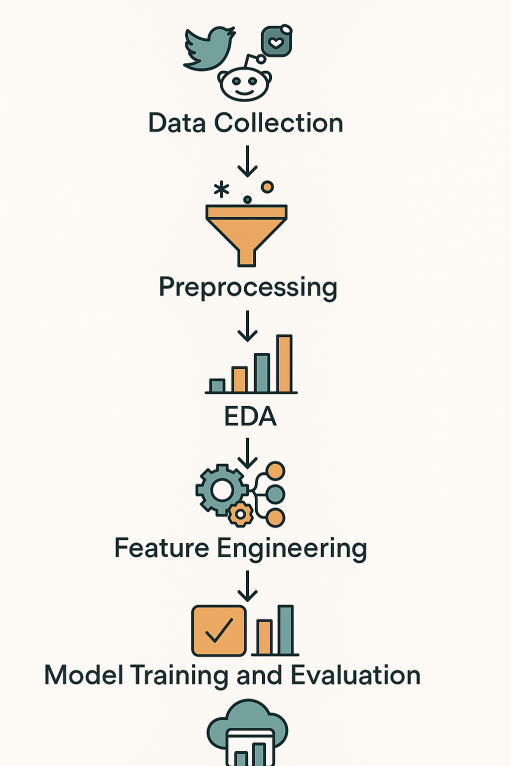 Data Collection
Preprocessing
EDA
Feature Engineering
Model Training and Evaluation